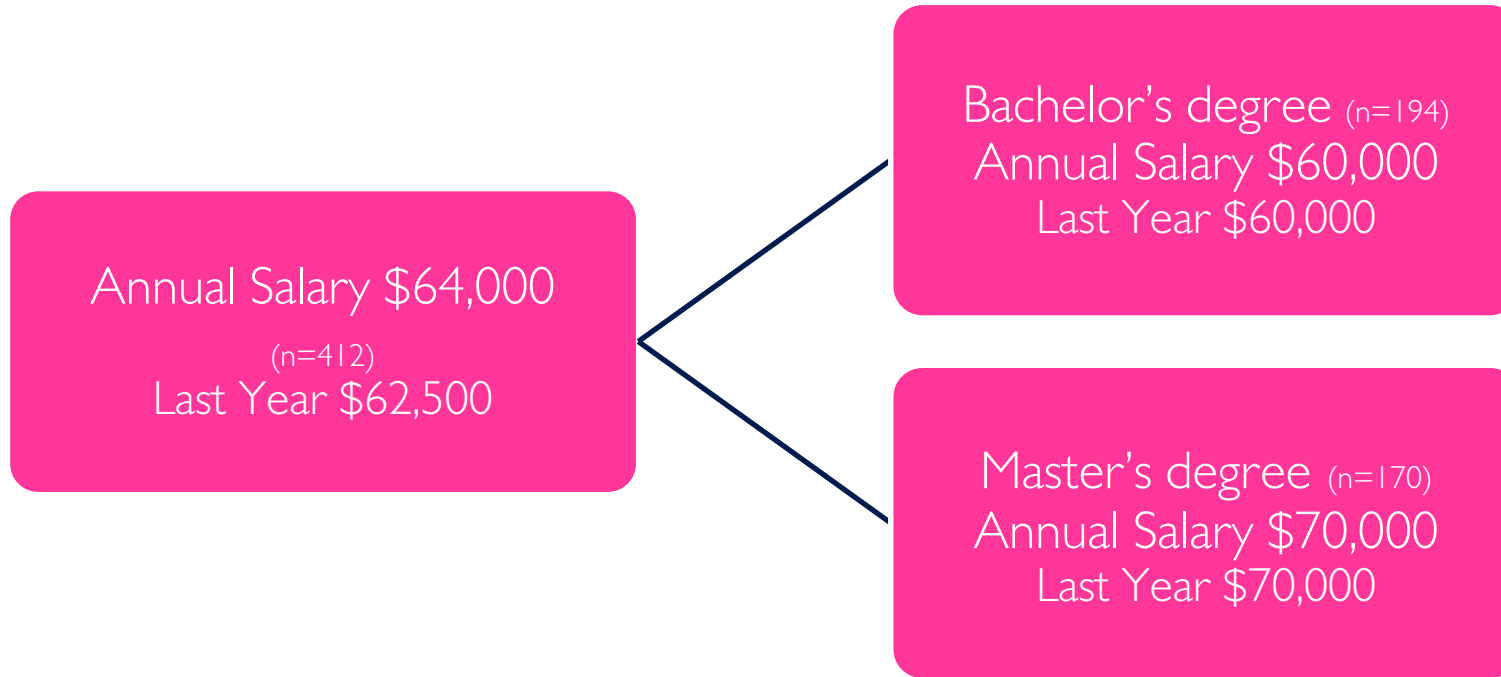 Annual Salary $64,000
(n=412)
Last Year $62,500
Bachelor’s degree (n=194)
Annual Salary $60,000
Last Year $60,000
Master’s degree (n=170)
Annual Salary $70,000
Last Year $70,000